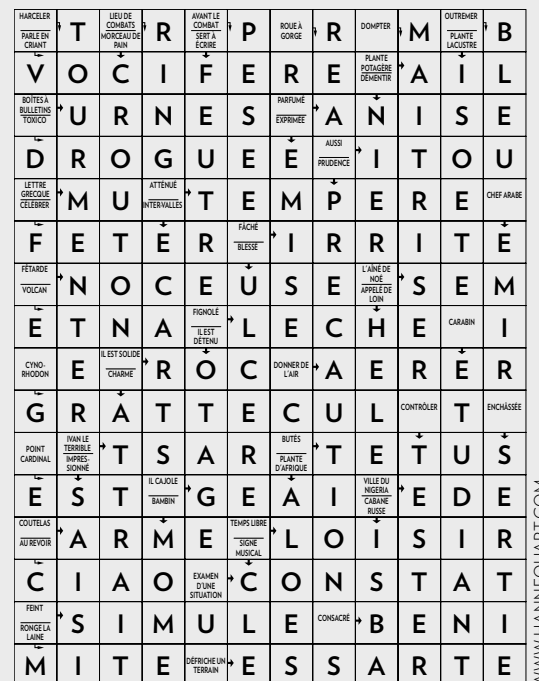 HARCELER
PARLE EN CRIANT
T
LIEU DE COMBATS
MORCEAU DE PAIN
R
AVANT LE COMBAT
SERT À ÉCRIRE
P
ROUE À GORGE
R
DOMPTER
M
OUTREMER
PLANTE LACUSTRE
B
V O C I F E R E
PLANTE POTAGÈRE
DÉMENTIR
A I L
BOÎTES À BULLETINS
TOXICO
U R N E S
PARFUMÉ
EXPRIMÉE
A N I S E
D R O G U E E
AUSSI
PRUDENCE
I T O U
LETTRE GRECQUE
CÉLÉBRER
M U
ATTÉNUÉ
INTERVALLES
T E M P E R E
CHEF ARABE
F E T E R
FÂCHÉ
BLESSÉ
I R R I T E
FÊTARDE
VOLCAN
N O C E U S E
L'AÎNÉ DE NOÉ
APPELÉ DE LOIN
S E M
E T N A
FIGNOLÉ
IL EST DÉTENU
L E C H E
CARABIN
I
CYNO-
RHODON
E
IL EST SOLIDE
CHARME
R O C
DONNER DE L'AIR
A E R E R
G R A T T E C U L
CONTRÔLER
T
ENCHÂSSÉE
POINT CARDINAL
IVAN LE TERRIBLE
IMPRES-
SIONNÉ
T S A R
BUTÉS
PLANTE D'AFRIQUE
T E T U S
E S T
IL CAJOLE
BAMBIN
G E A I
VILLE DU NIGERIA
CABANE RUSSE
E D E
COUTELAS
AU REVOIR
A R M E
TEMPS LIBRE
SIGNE MUSICAL
L O I S I R
C I A O
EXAMEN D'UNE SITUATION
C O N S T A T
FEINT
RONGE LA LAINE
S I M U L E
CONSACRÉ
B E N I
M I T E
DÉFRICHE UN TERRAIN
E S S A R T E
WWW.HANNEQUART.COM